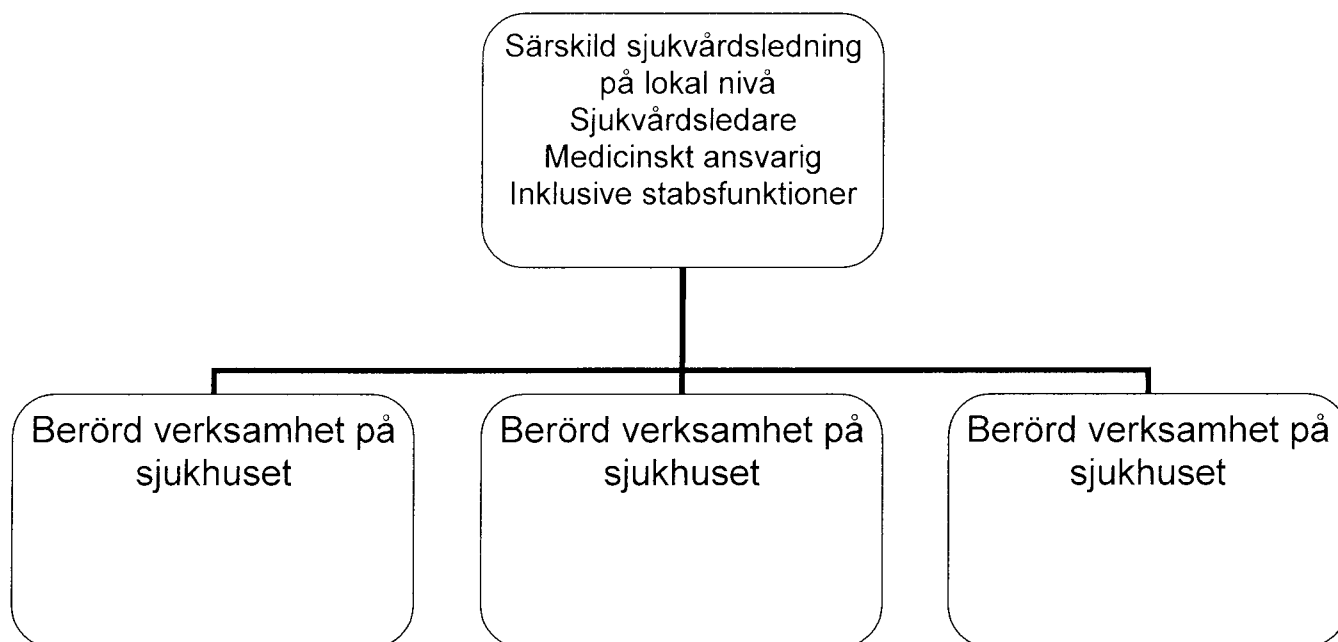 Särskild sjukvårdsledning
på lokal nivå
Sjukvårdsledare
Medicinskt ansvarig
Inklusive stabsfunktioner
Berörd verksamhet på
sjukhuset
Berörd verksamhet på
sjukhuset
Berörd verksamhet på
sjukhuset